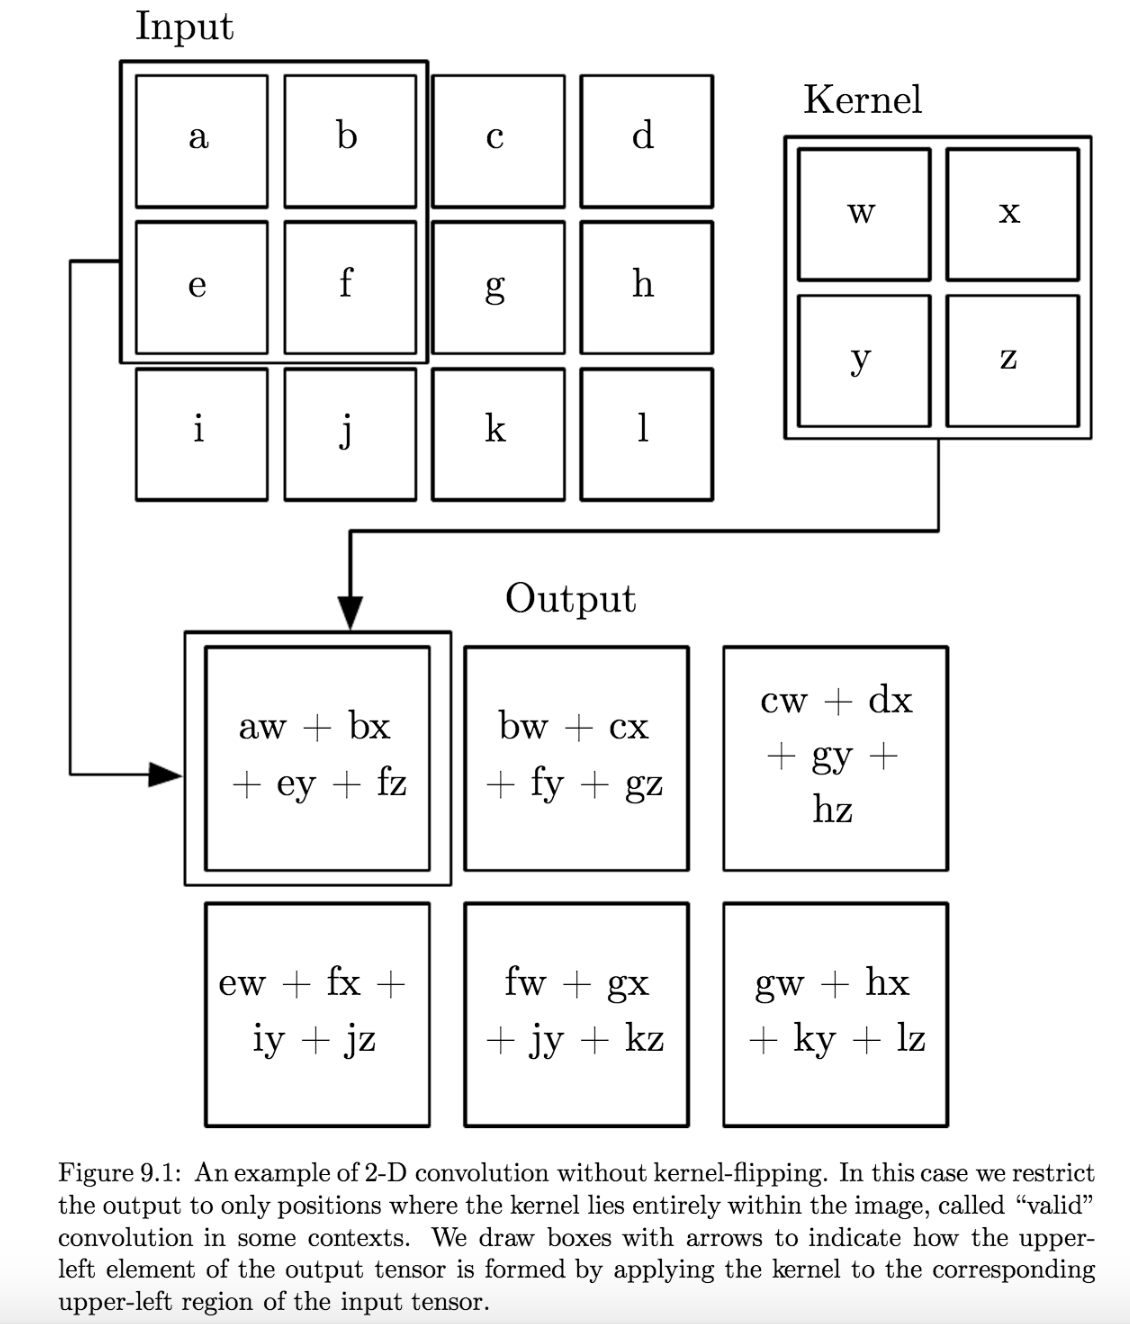 Input
a b c d
e f g h
i j k l
Kernel
w x
y z
Output
aw + bx
+ ey + fz
bw + cx
+ fy + gz
cw + dx
+ gy +
hz
ew + fx +
iy + jz
fw + gx
+ jy + kz
gw + hx
+ ky + lz
Figure 9.1: An example of 2-D convolution without kernel-flipping. In this case we restrict
the output to only positions where the kernel lies entirely within the image, called “valid”
convolution in some contexts. We draw boxes with arrows to indicate how the upper-
left element of the output tensor is formed by applying the kernel to the corresponding
upper-left region of the input tensor.